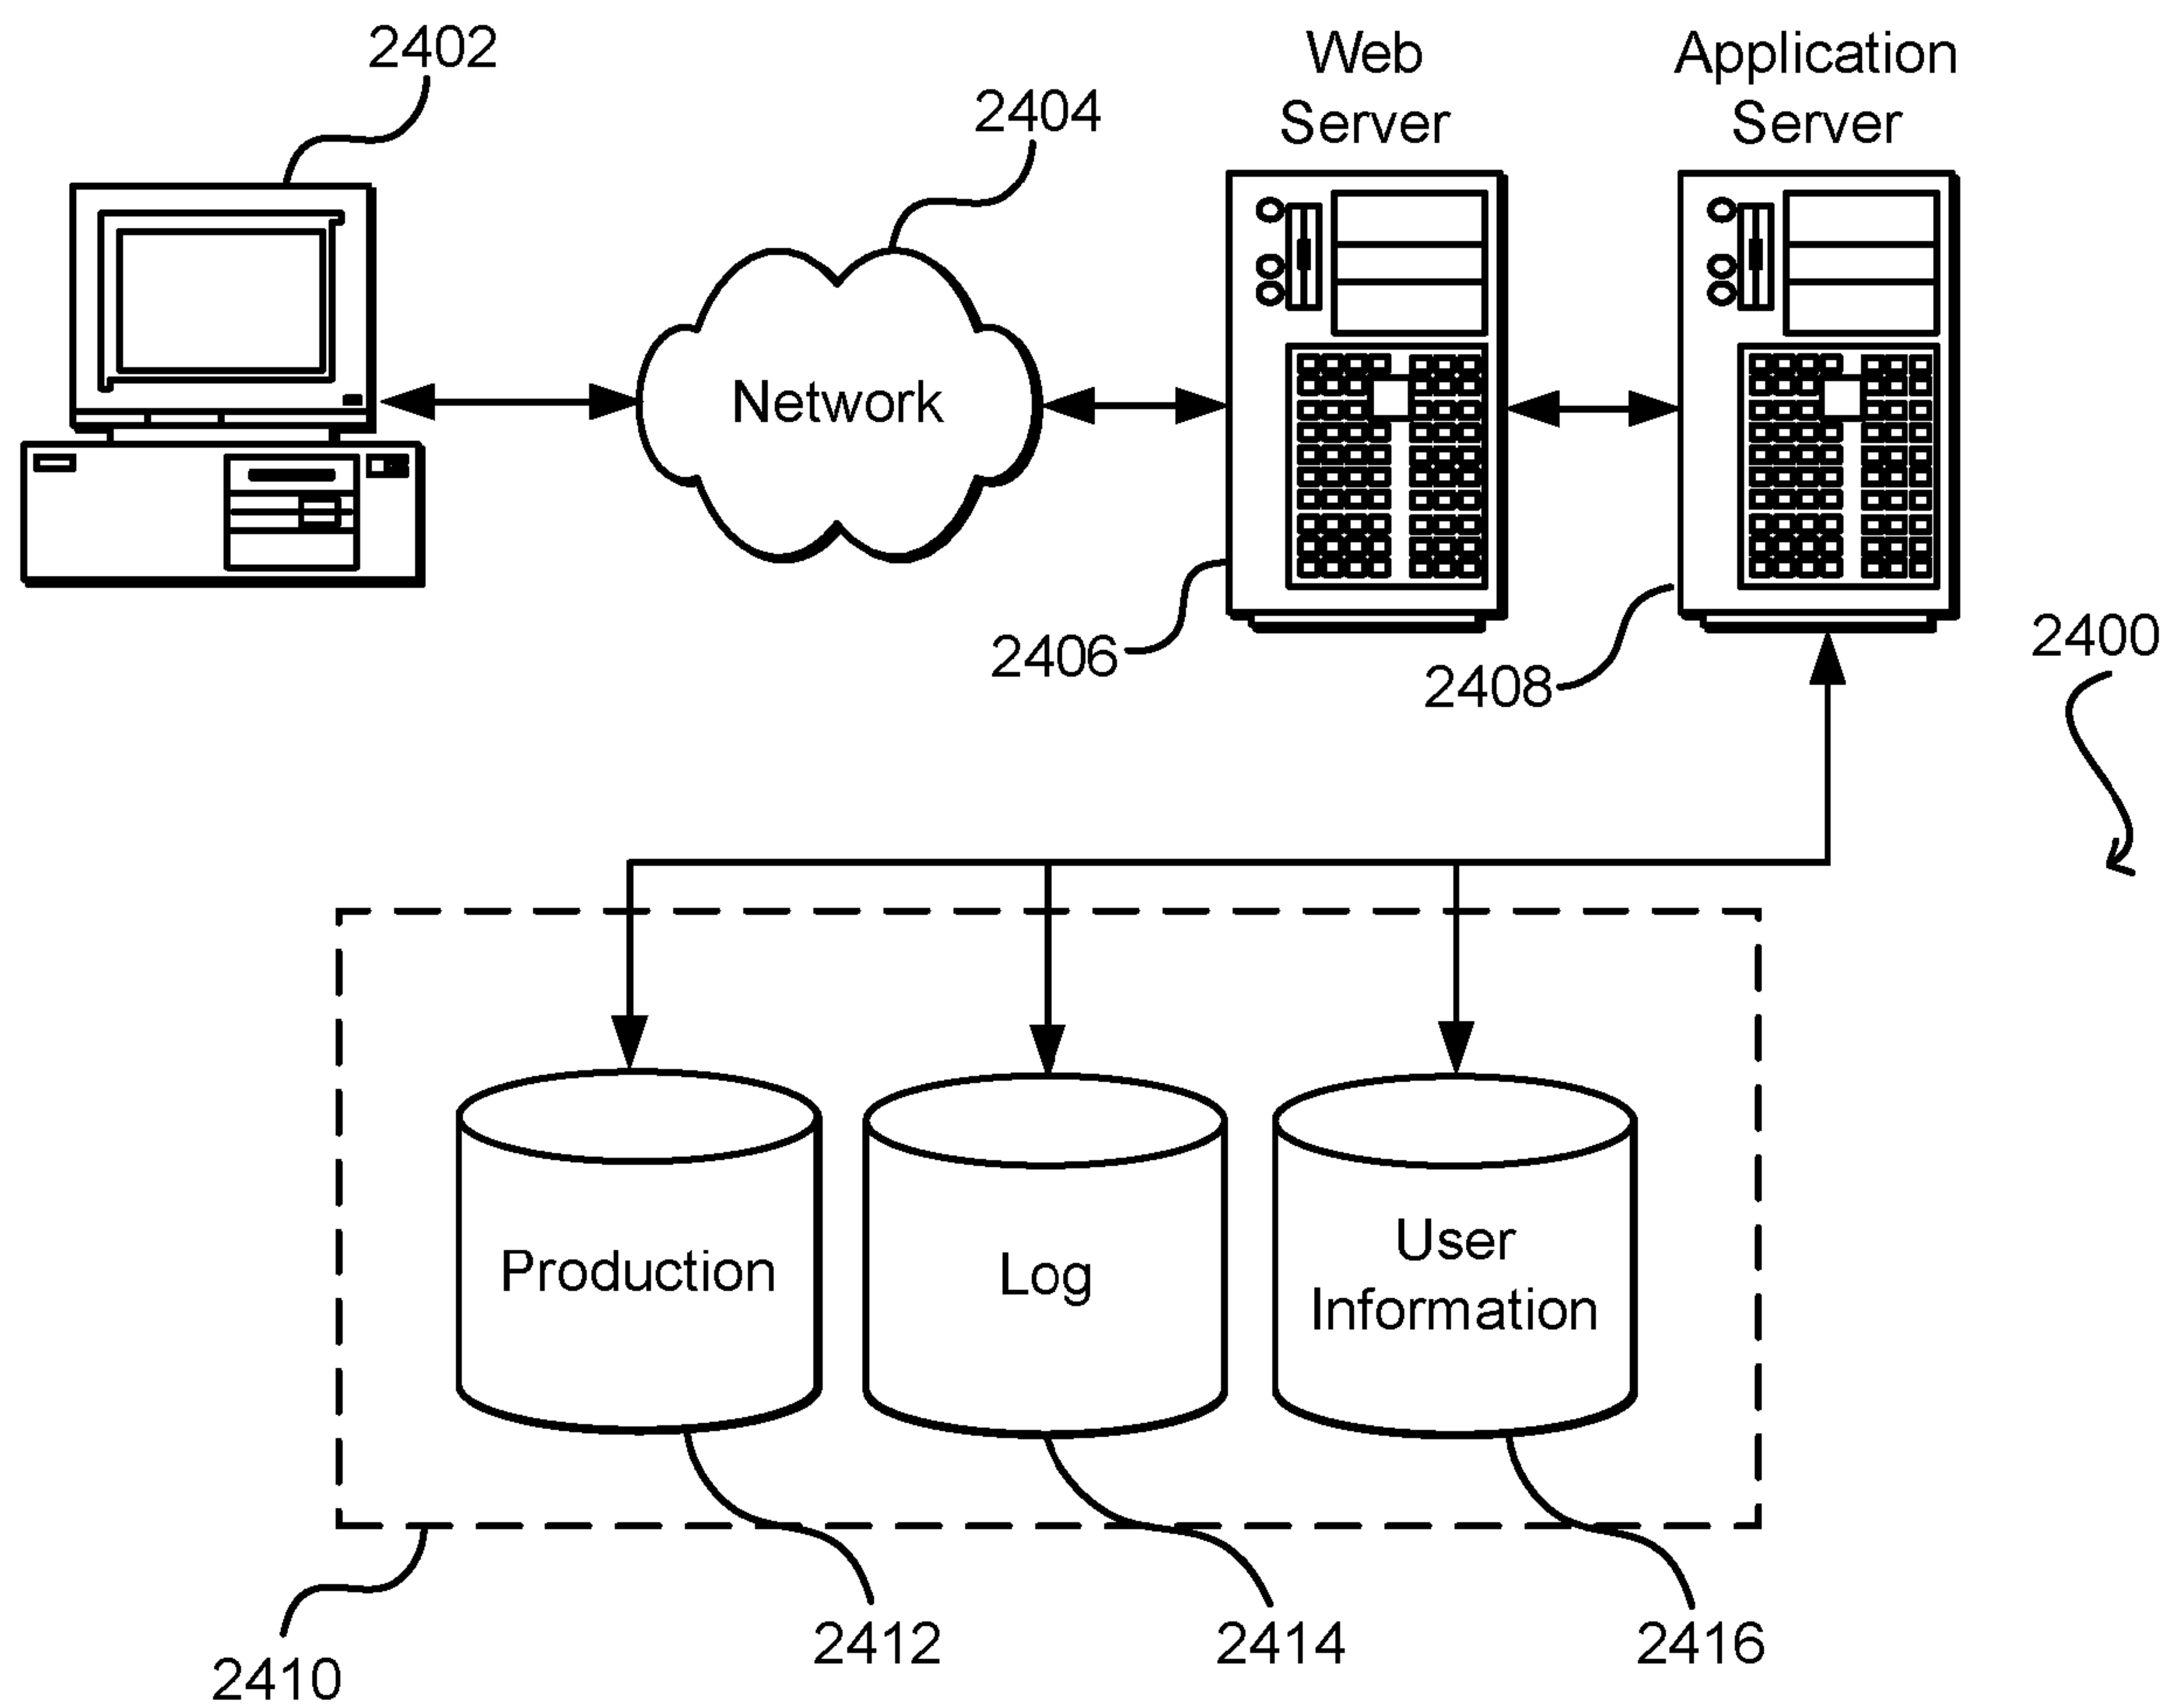 2402
2404
Web
Server
Application
Server
Network
2406
2408
2400
Production
Log
User
Information
2410
2412
2414
2416